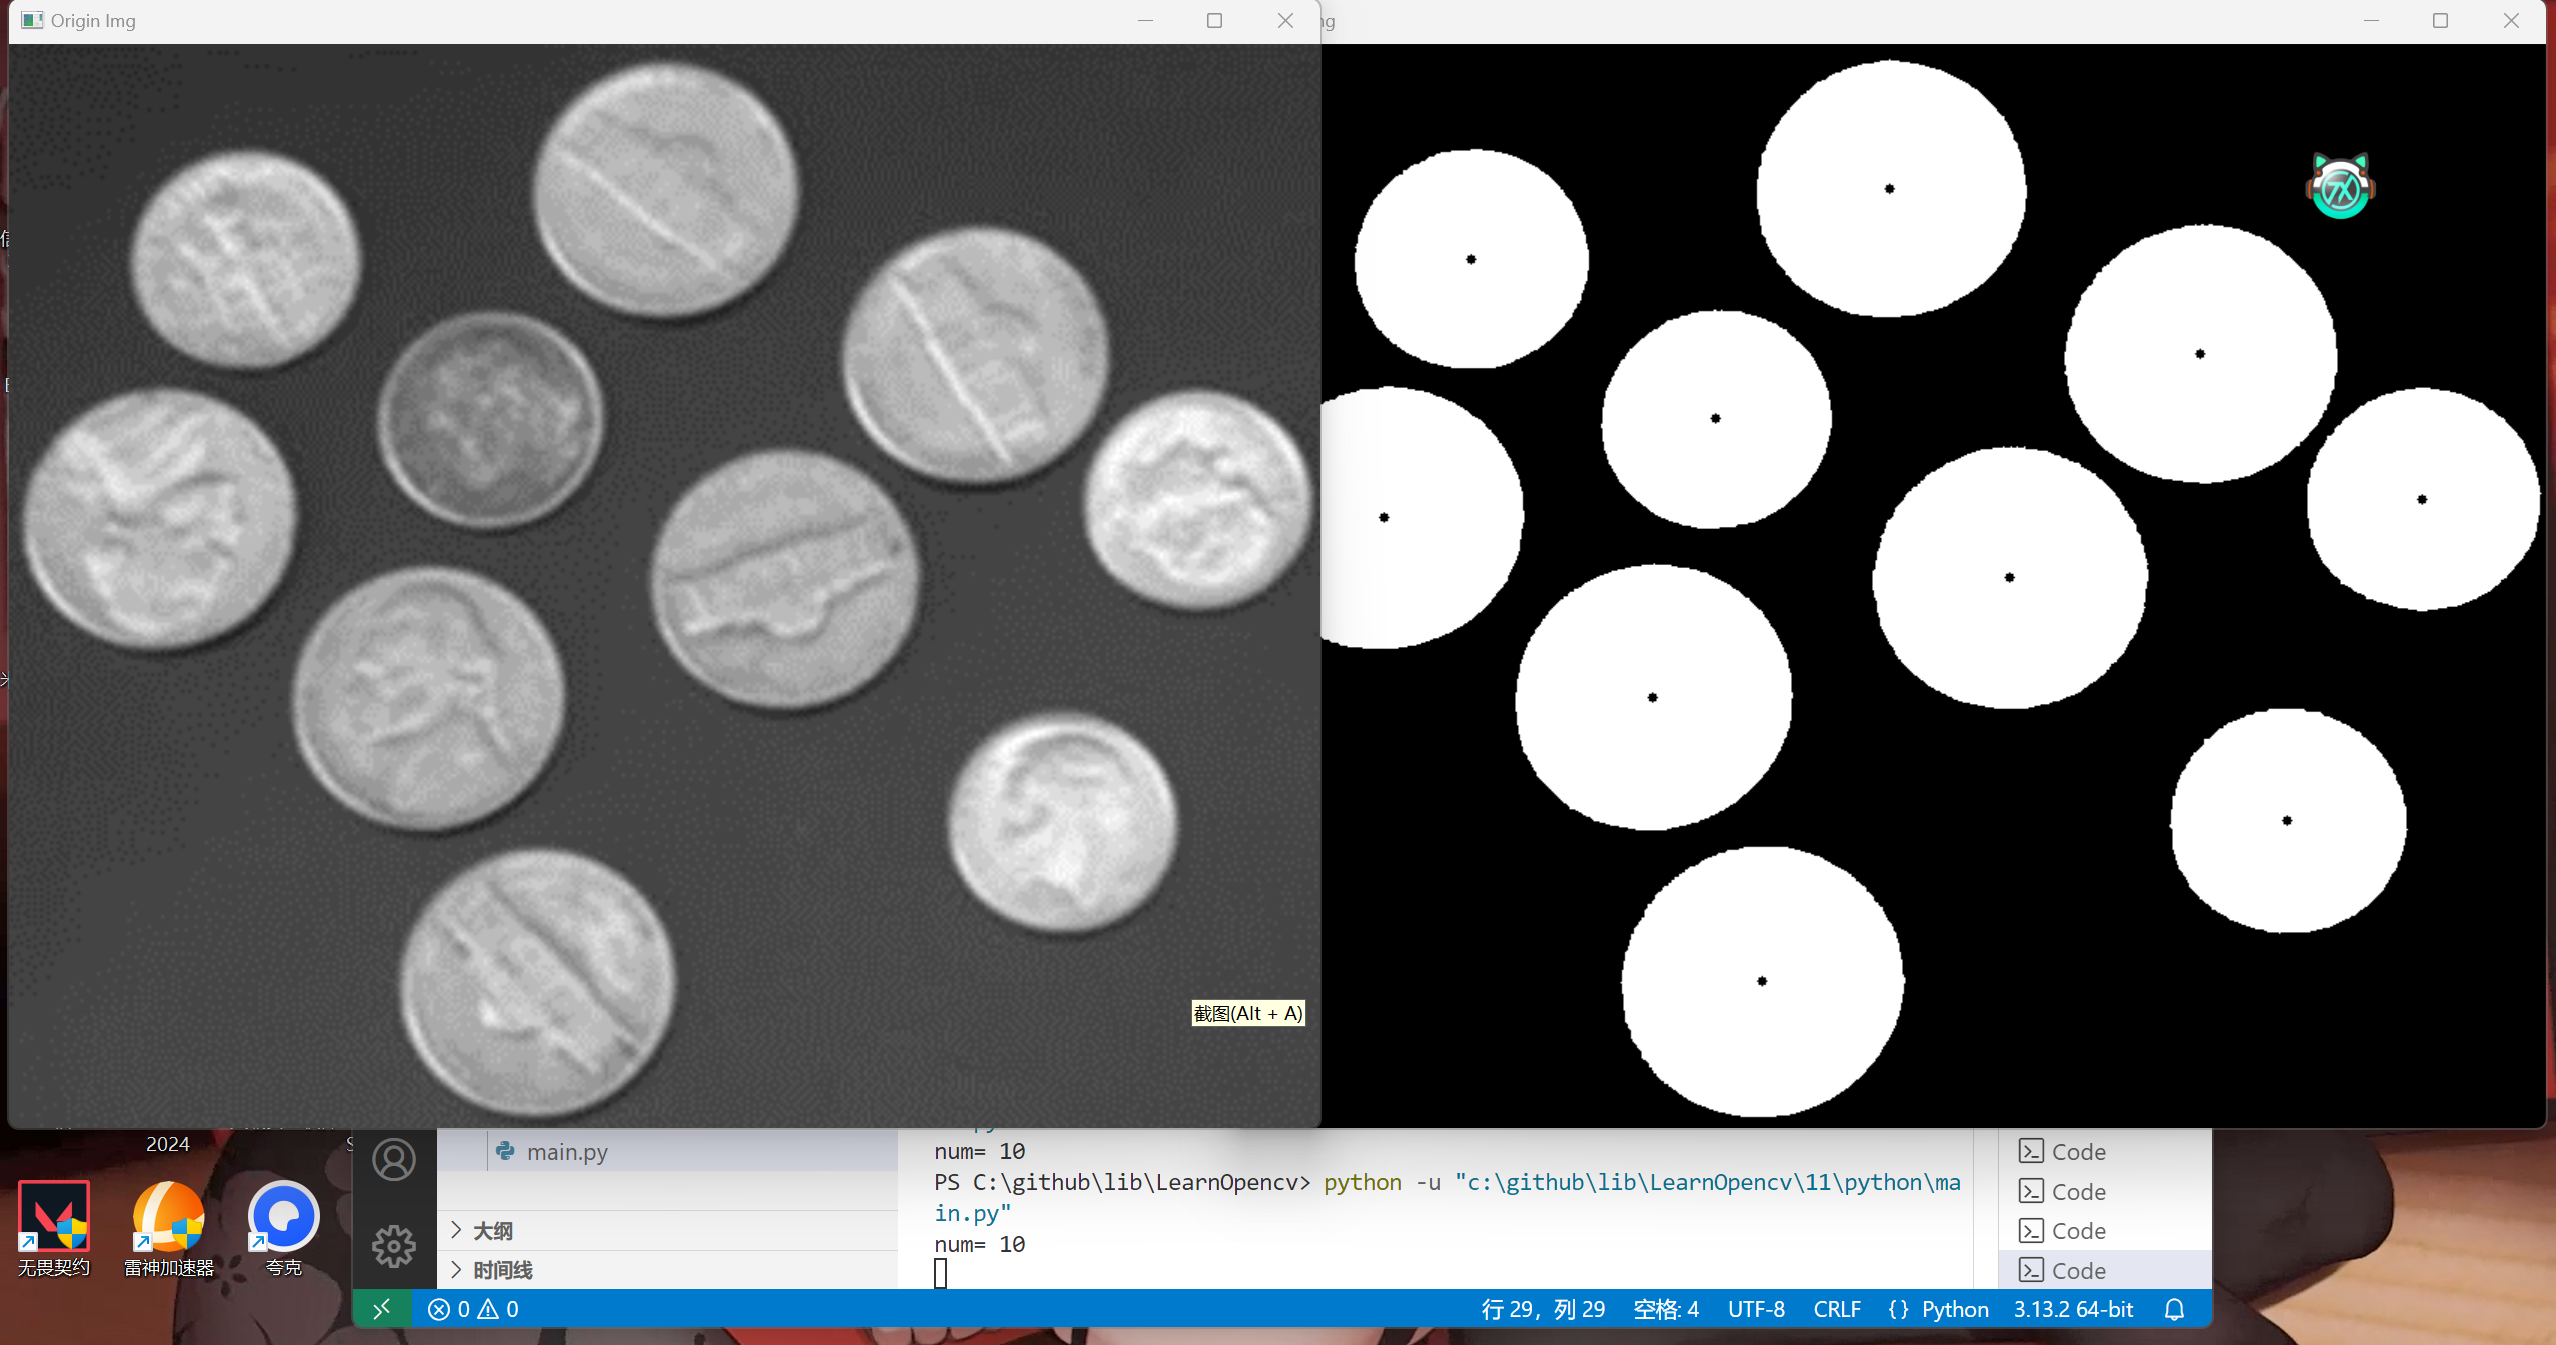 Origin Img
ng
2024
main.py
num= 10
PS C:\github\lib\LearnOpencv> python -u "c:\github\lib\LearnOpencv\11\python\ma
in.py"
num= 10
大纲
时间线
Code
Code
Code
Code
截图(Alt + A)
无畏契约
雷神加速器
夸克
0 0
行 29，列 29
空格: 4
UTF-8
CRLF
{ } Python
3.13.2 64-bit